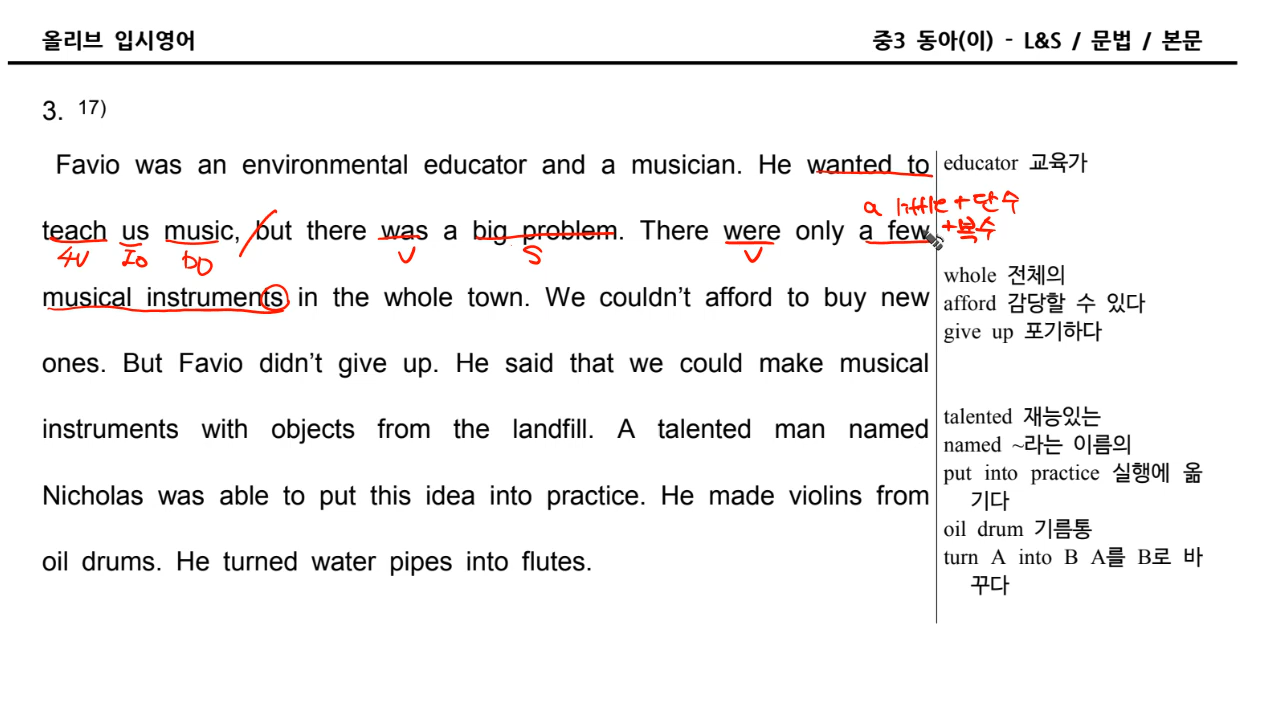 올리브 입시영어
중3 동아(이) - L&S / 문법 / 본문
3. 17)
Favio was an environmental educator and a musician. He wanted to
a little + 단수
teach us music, but there was a big problem. There were only a few
+ 복수
4V IO DO V S V
musical instruments in the whole town. We couldn't afford to buy new
ones. But Favio didn't give up. He said that we could make musical
instruments with objects from the landfill. A talented man named
Nicholas was able to put this idea into practice. He made violins from
oil drums. He turned water pipes into flutes.
educator 교육가
whole 전체의
afford 감당할 수 있다
give up 포기하다
talented 재능있는
named ~라는 이름의
put into practice 실행에 옮
기다
oil drum 기름통
turn A into B A를 B로 바
꾸다